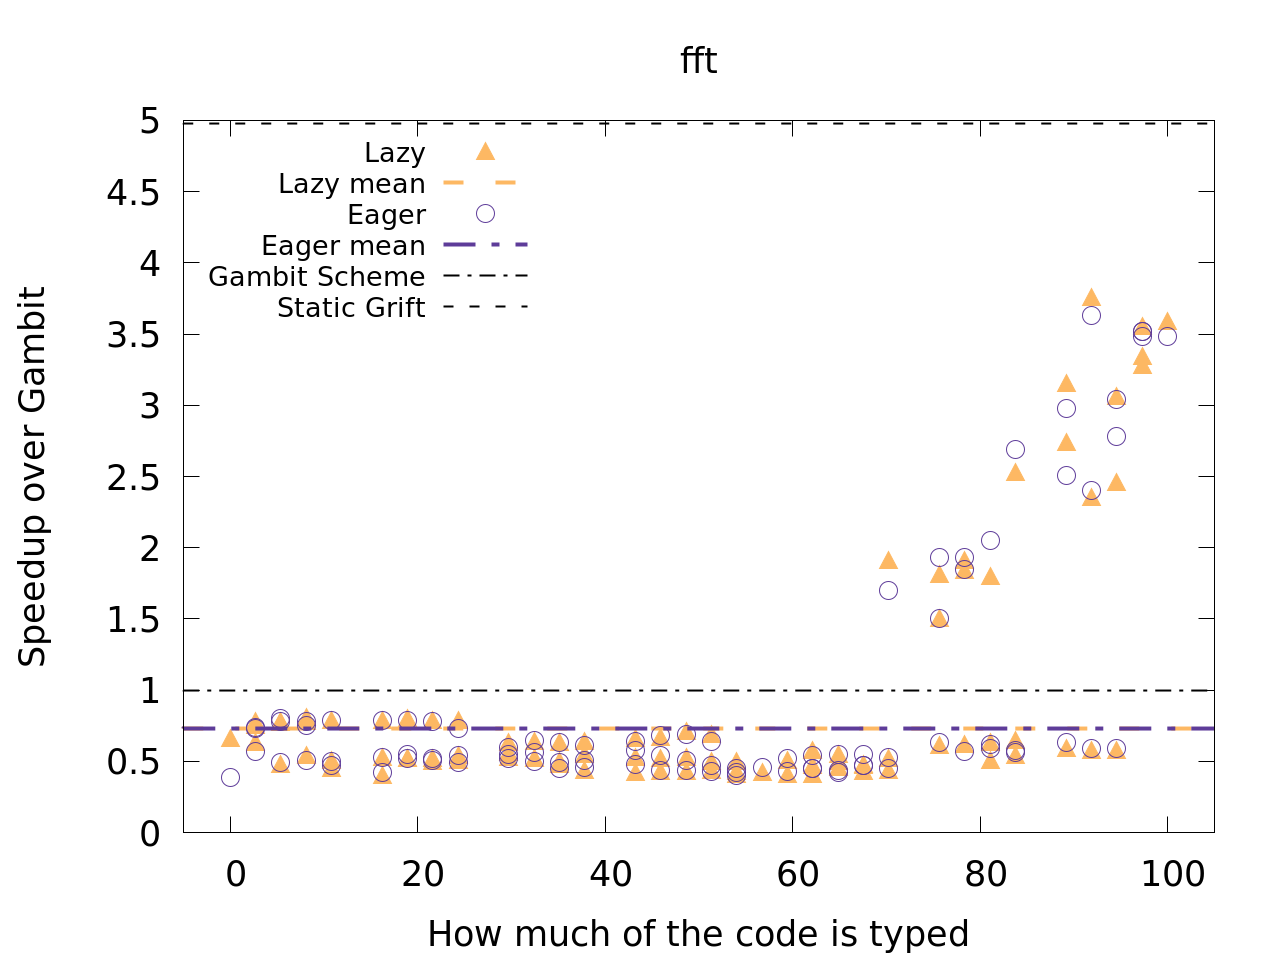 fft
5
4.5
4
3.5
3
2.5
2
1.5
1
0.5
0
Lazy
Lazy mean
Eager
Eager mean
Gambit Scheme
Static Grift
Speedup over Gambit
0 20 40 60 80 100
How much of the code is typed